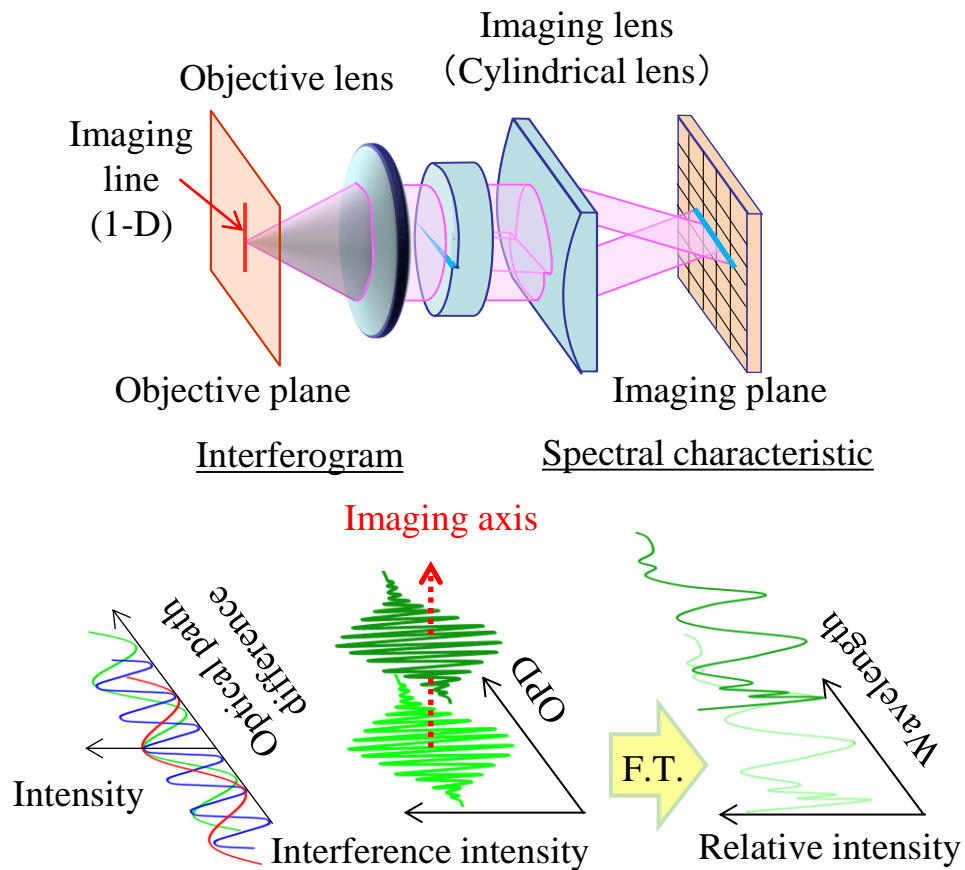 Imaging lens
（Cylindrical lens）
Objective lens
Imaging
line
(1-D)
Objective plane
Imaging plane
Interferogram
Spectral characteristic
Imaging axis
Optical path
difference
OPD
Wavelength
F.T.
Intensity
Interference intensity
Relative intensity